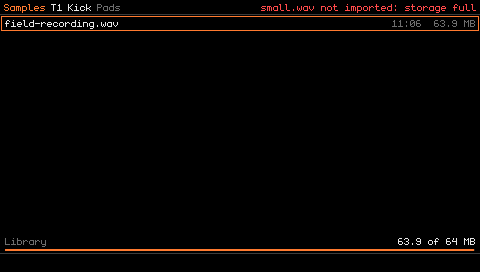 Samples T1 Kick Pads small.wav not imported: storage full
field-recording.wav 11:06 63.9 MB
Library 63.9 of 64 MB